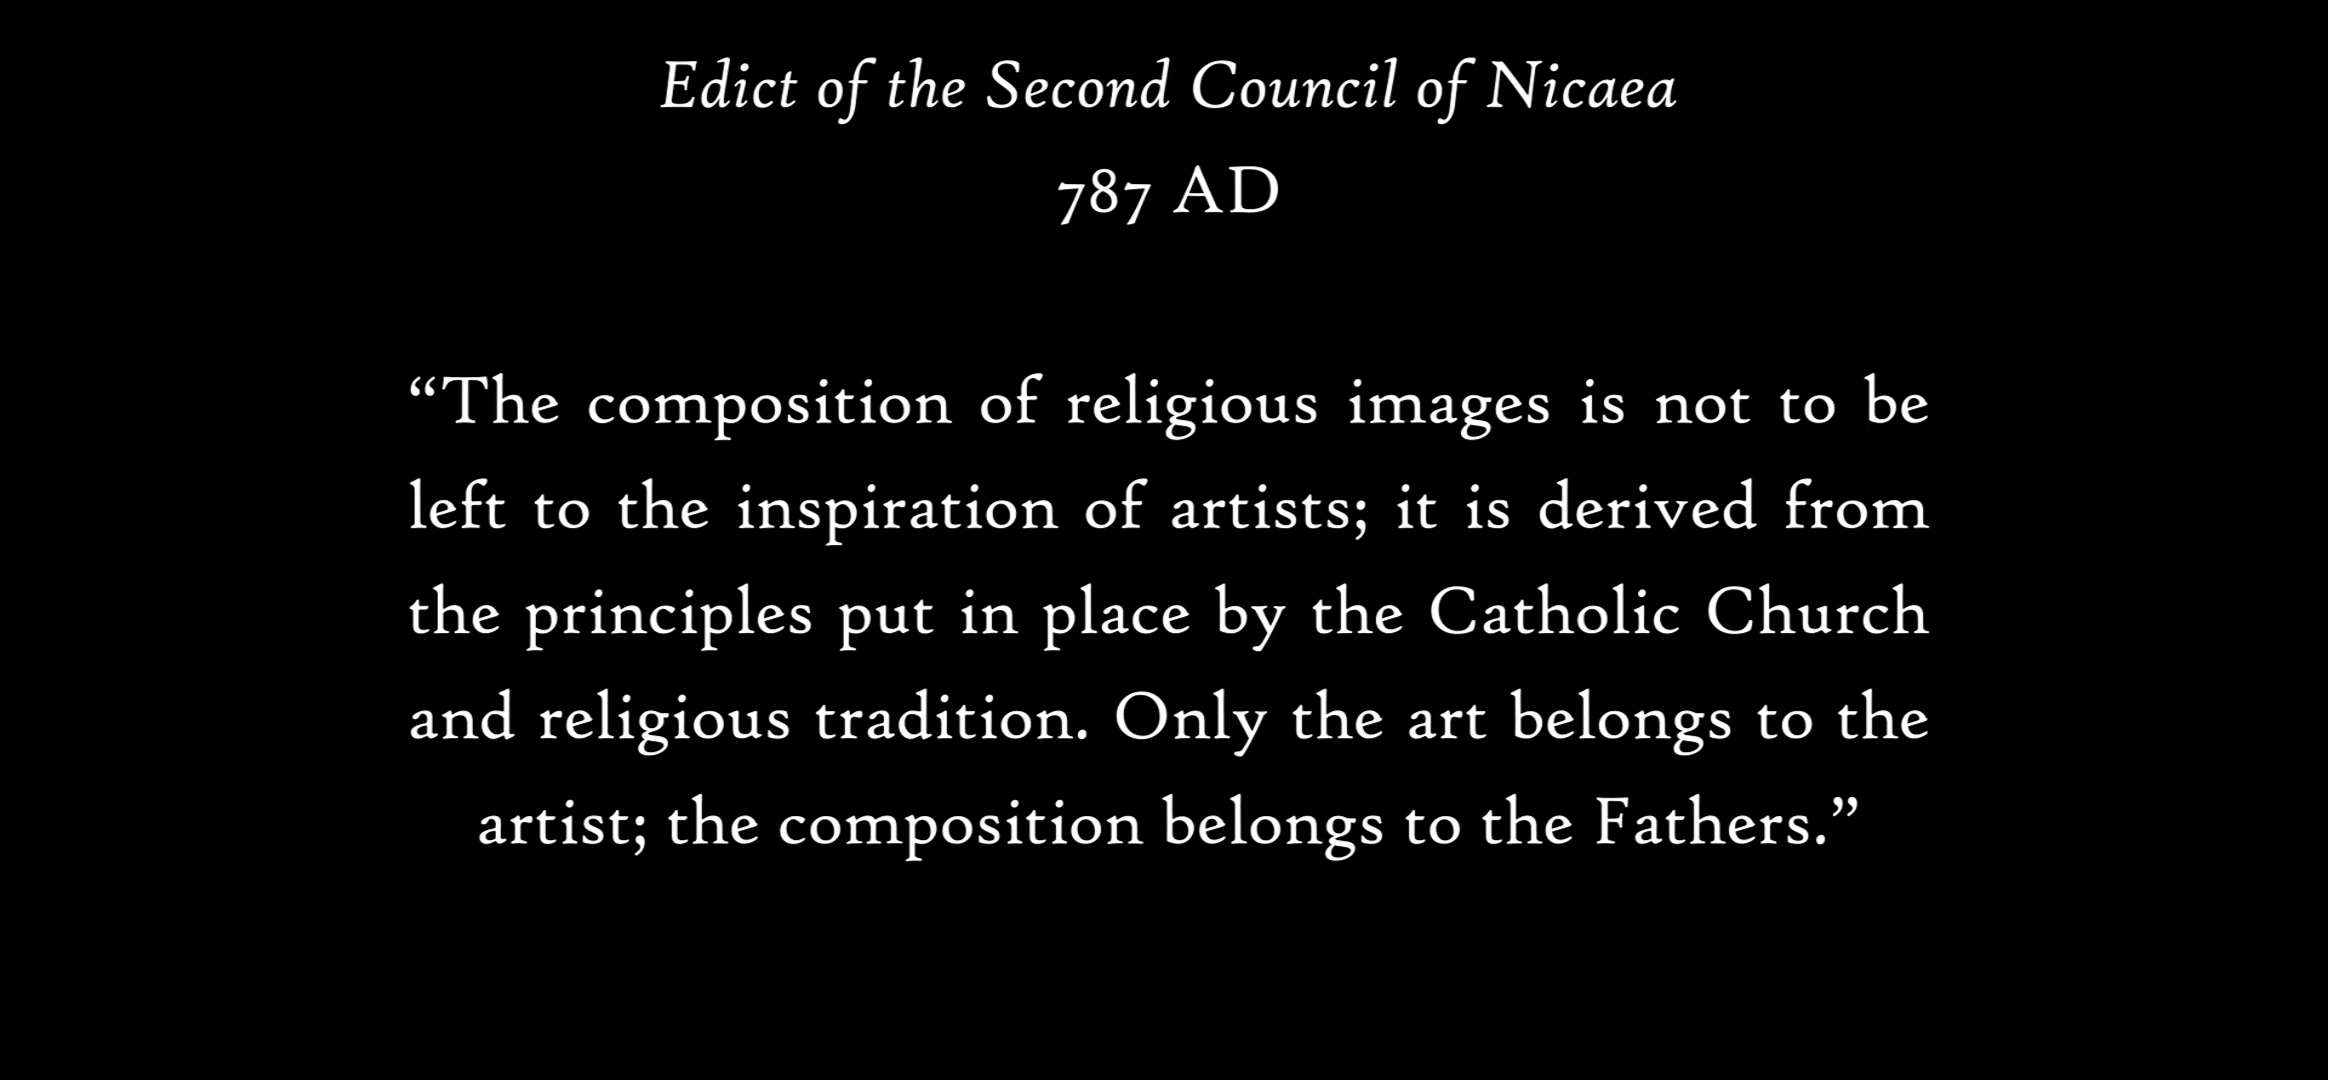 Edict of the Second Council of Nicaea
787 AD
“The composition of religious images is not to be
left to the inspiration of artists; it is derived from
the principles put in place by the Catholic Church
and religious tradition. Only the art belongs to the
artist; the composition belongs to the Fathers.”